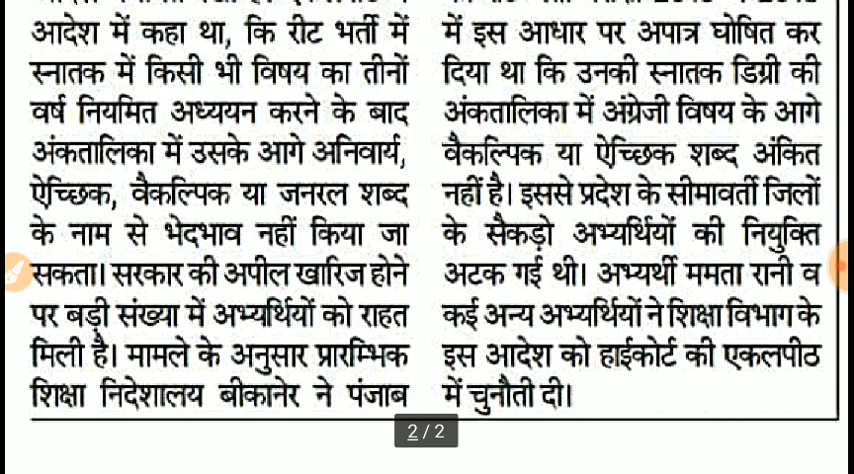 आदेश में कहा था, कि रीट भर्ती में
स्नातक में किसी भी विषय का तीनों
वर्ष नियमित अध्ययन करने के बाद
अंकतालिका में उसके आगे अनिवार्य,
ऐच्छिक, वैकल्पिक या जनरल शब्द
के नाम से भेदभाव नहीं किया जा
सकता। सरकार की अपील खारिज होने
पर बड़ी संख्या में अभ्यर्थियों को राहत
मिली है। मामले के अनुसार प्रारम्भिक
शिक्षा निदेशालय बीकानेर ने पंजाब
में इस आधार पर अपात्र घोषित कर
दिया था कि उनकी स्नातक डिग्री की
अंकतालिका में अंग्रेजी विषय के आगे
वैकल्पिक या ऐच्छिक शब्द अंकित
नहीं है। इससे प्रदेश के सीमावर्ती जिलों
के सैकड़ो अभ्यर्थियों की नियुक्ति
अटक गई थी। अभ्यर्थी ममता रानी व
कई अन्य अभ्यर्थियों ने शिक्षा विभाग के
इस आदेश को हाईकोर्ट की एकलपीठ
में चुनौती दी।
2 / 2